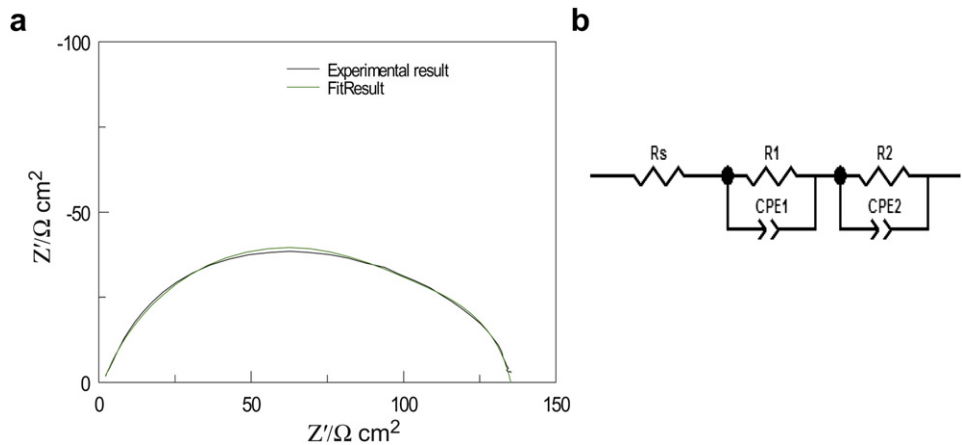 a
-100
-50
0
Z′/Ω cm²
Experimental result
FitResult
0
50
100
150
Z′/Ω cm²
b
Rs
R1
R2
CPE1
CPE2